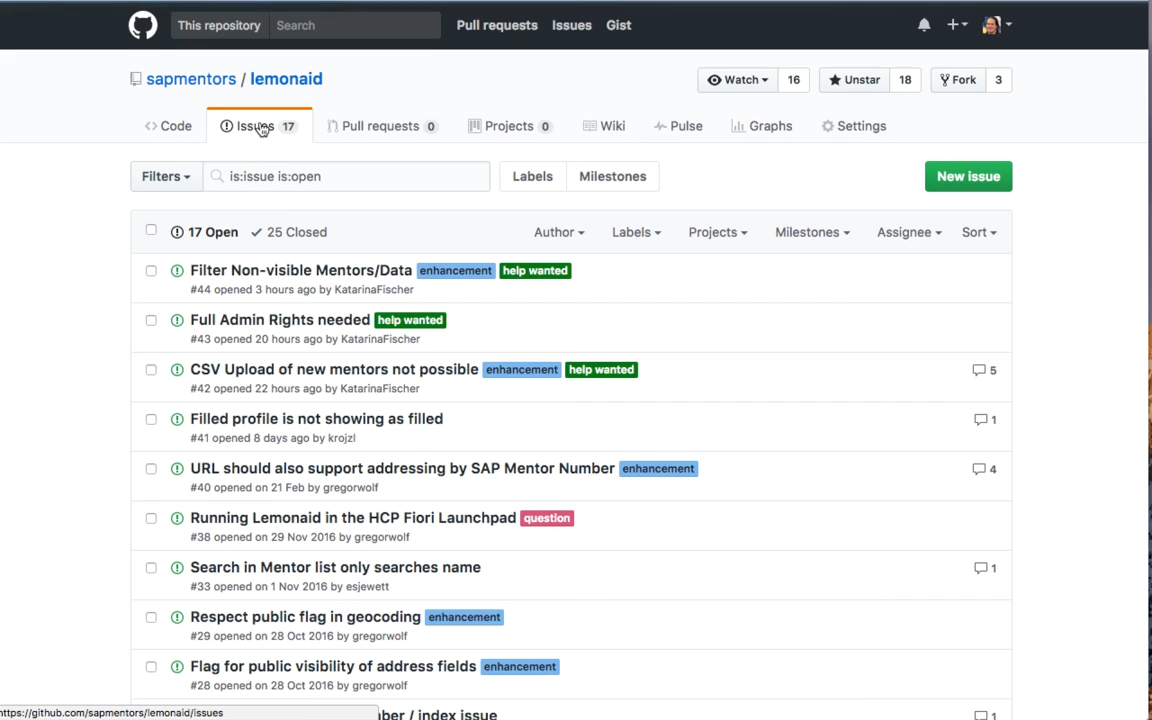 This repository Search Pull requests Issues Gist
sapmentors / lemonaid Watch 16 Unstar 18 Fork 3
Code Issues 17 Pull requests 0 Projects 0 Wiki Pulse Graphs Settings
Filters is:issue is:open Labels Milestones New issue
17 Open 25 Closed Author Labels Projects Milestones Assignee Sort
Filter Non-visible Mentors/Data enhancement help wanted
#44 opened 3 hours ago by KatarinaFischer
Full Admin Rights needed help wanted
#43 opened 20 hours ago by KatarinaFischer
CSV Upload of new mentors not possible enhancement help wanted 5
#42 opened 22 hours ago by KatarinaFischer
Filled profile is not showing as filled 1
#41 opened 8 days ago by krojzl
URL should also support addressing by SAP Mentor Number enhancement 4
#40 opened on 21 Feb by gregorwolf
Running Lemonaid in the HCP Fiori Launchpad question
#38 opened on 29 Nov 2016 by gregorwolf
Search in Mentor list only searches name 1
#33 opened on 1 Nov 2016 by esjewett
Respect public flag in geocoding enhancement
#29 opened on 28 Oct 2016 by gregorwolf
Flag for public visibility of address fields enhancement
#28 opened on 28 Oct 2016 by gregorwolf
https://github.com/sapmentors/lemonaid/issues / index issue 1